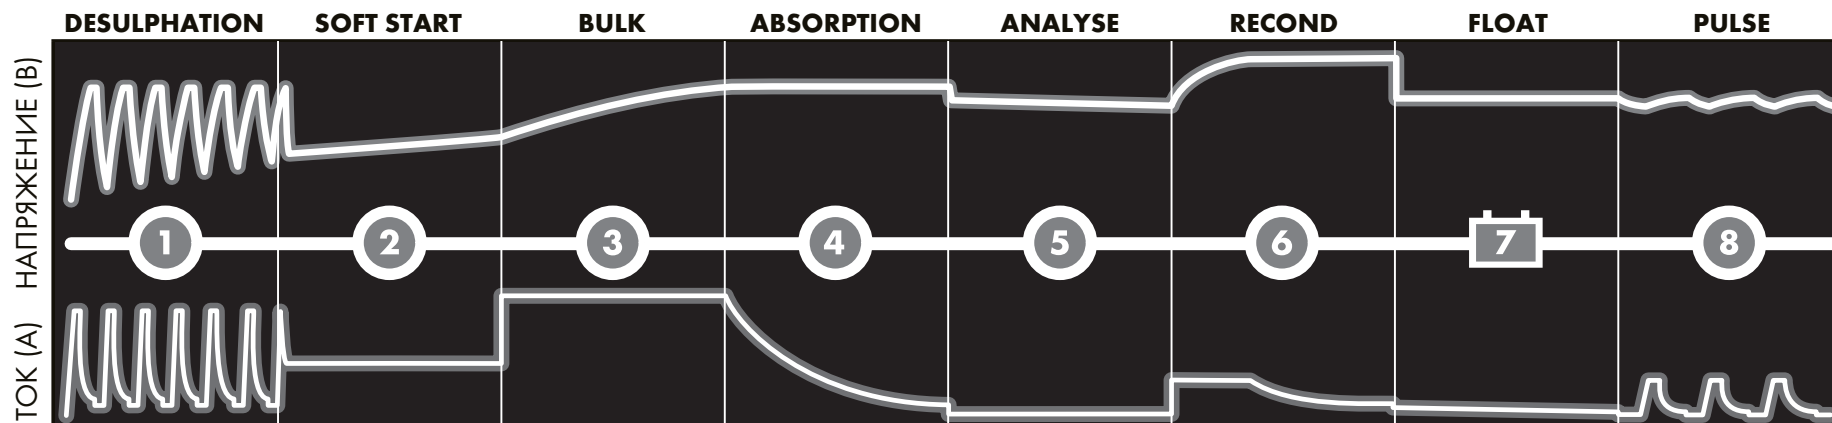 DESULPHATION SOFT START BULK ABSORPTION ANALYSE RECOND FLOAT PULSE
НАПРЯЖЕНИЕ (В)
1 2 3 4 5 6 7 8
ТОК (А)